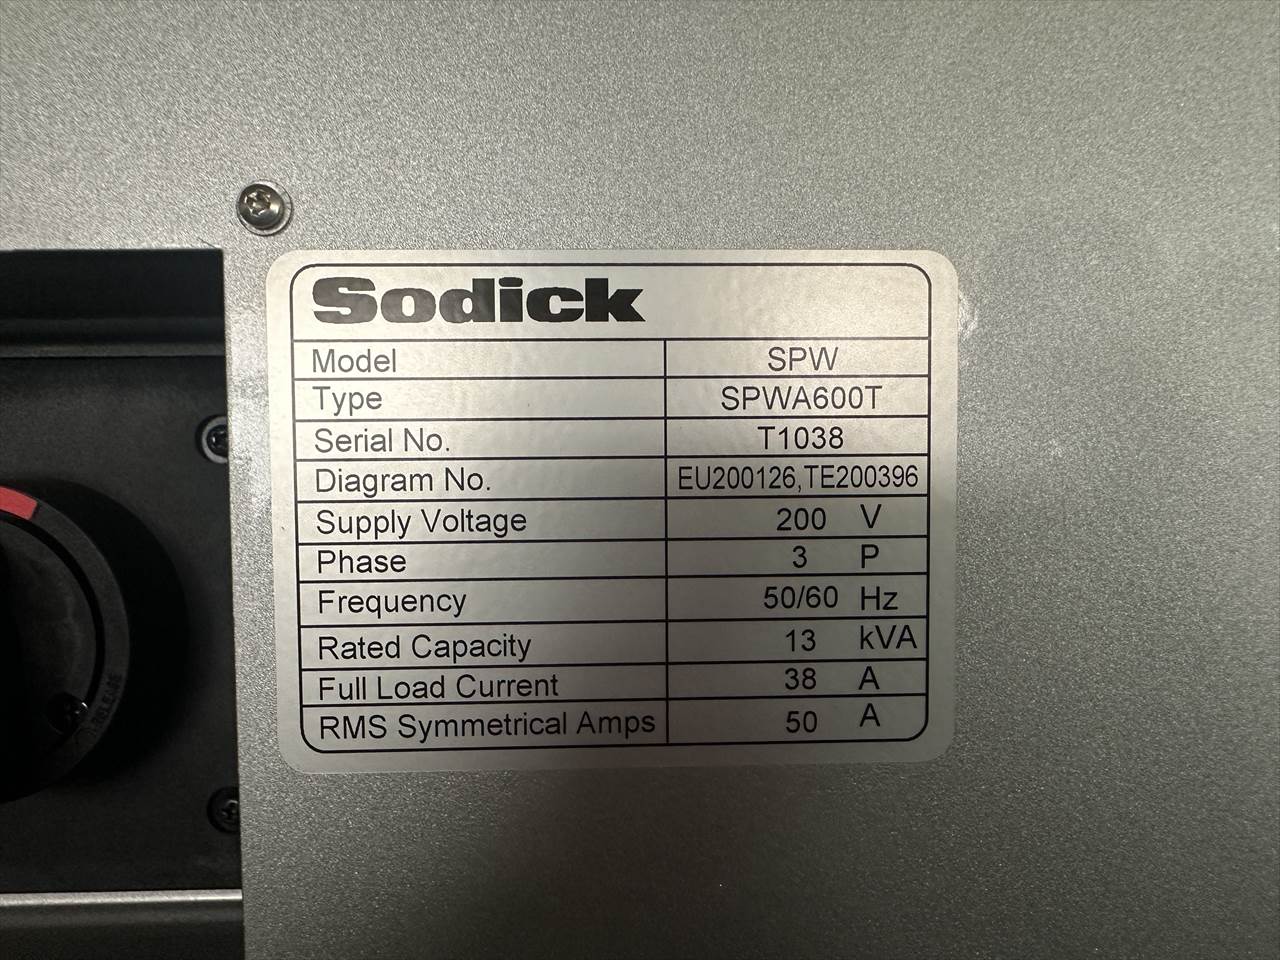 Sodick
Model SPW
Type SPWA600T
Serial No. T1038
Diagram No. EU200126,TE200396
Supply Voltage 200 V
Phase 3 P
Frequency 50/60 Hz
Rated Capacity 13 kVA
Full Load Current 38 A
RMS Symmetrical Amps 50 A